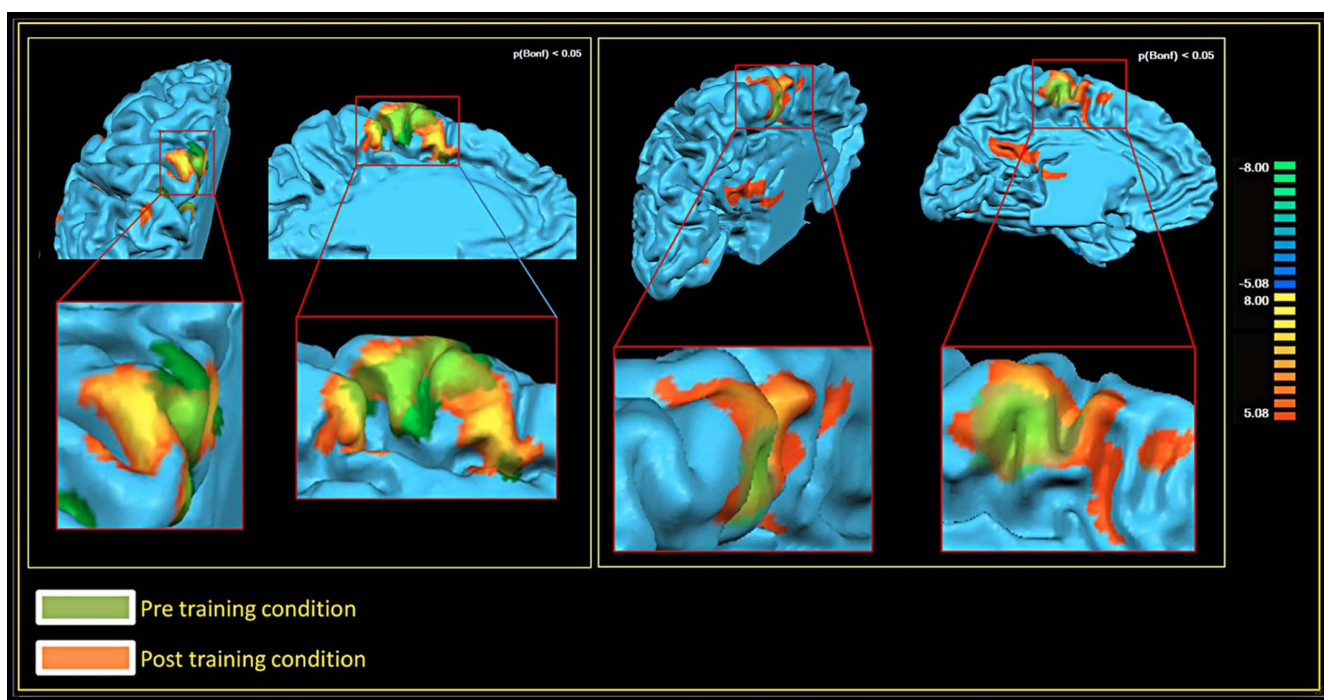 p(Bonf) < 0.05
p(Bonf) < 0.05
-8.00
-5.08
8.00
5.08
Pre training condition
Post training condition